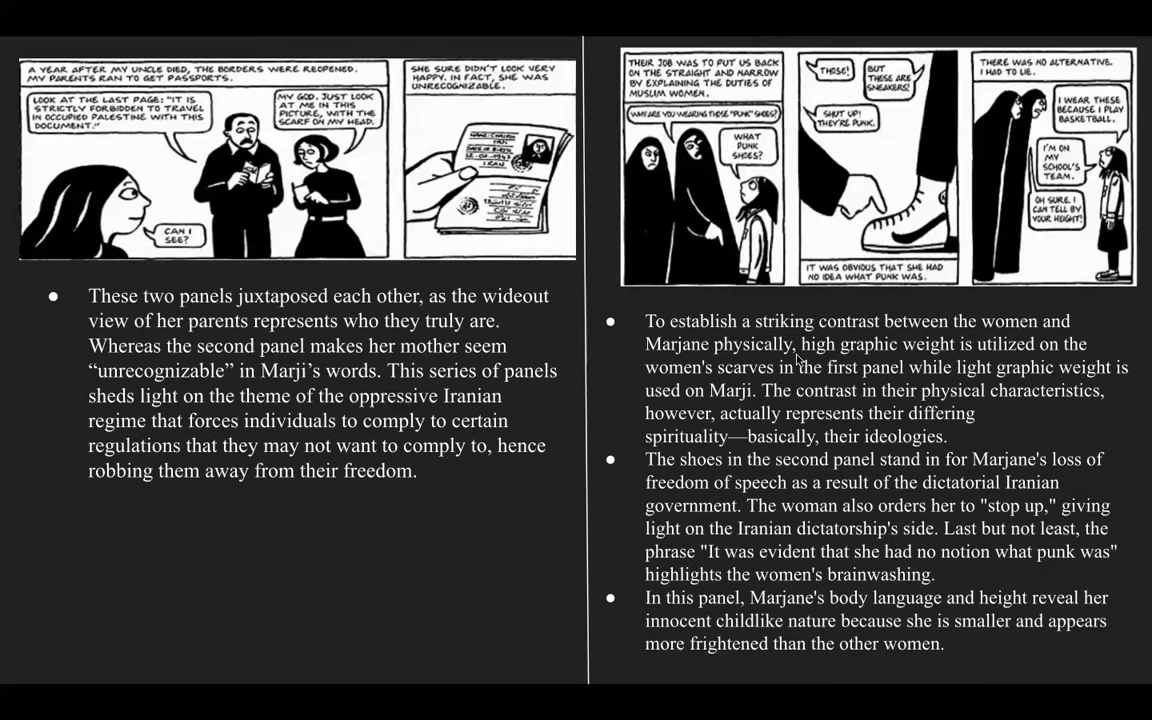 A YEAR AFTER MY UNCLE DIED, THE BORDERS WERE REOPENED.
MY PARENTS RAN TO GET PASSPORTS.
LOOK AT THE LAST PAGE: "IT IS
STRICTLY FORBIDDEN TO TRAVEL
IN OCCUPIED PALESTINE WITH THIS
DOCUMENT."
MY GOD. JUST LOOK
AT ME IN THIS
PICTURE, WITH THE
SCARF ON MY HEAD.
CAN I
SEE?
SHE SURE DIDN'T LOOK VERY
HAPPY. IN FACT, SHE WAS
UNRECOGNIZABLE.
● These two panels juxtaposed each other, as the wideout
view of her parents represents who they truly are.
Whereas the second panel makes her mother seem
“unrecognizable” in Marji’s words. This series of panels
sheds light on the theme of the oppressive Iranian
regime that forces individuals to comply to certain
regulations that they may not want to comply to, hence
robbing them away from their freedom.
THEIR JOB WAS TO PUT US BACK
ON THE STRAIGHT AND NARROW
BY EXPLAINING THE DUTIES OF
MUSLIM WOMEN.
WHY ARE YOU WEARING THOSE "PUNK" SHOES?
WHAT
PUNK
SHOES?
THOSE!
BUT
THESE ARE
SNEAKERS!
SHUT UP!
THEY'RE PUNK.
IT WAS OBVIOUS THAT SHE HAD
NO IDEA WHAT PUNK WAS.
THERE WAS NO ALTERNATIVE.
I HAD TO LIE.
I WEAR THESE
BECAUSE I PLAY
BASKETBALL.
I'M ON
MY
SCHOOL'S
TEAM.
OH SURE. I
CAN TELL BY
YOUR HEIGHT!
● To establish a striking contrast between the women and
Marjane physically, high graphic weight is utilized on the
women's scarves in the first panel while light graphic weight is
used on Marji. The contrast in their physical characteristics,
however, actually represents their differing
spirituality—basically, their ideologies.
● The shoes in the second panel stand in for Marjane's loss of
freedom of speech as a result of the dictatorial Iranian
government. The woman also orders her to "stop up," giving
light on the Iranian dictatorship's side. Last but not least, the
phrase "It was evident that she had no notion what punk was"
highlights the women's brainwashing.
● In this panel, Marjane's body language and height reveal her
innocent childlike nature because she is smaller and appears
more frightened than the other women.